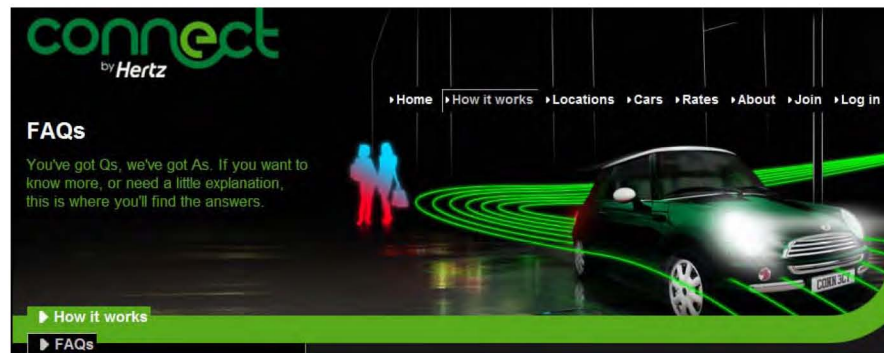 connect
by Hertz
Home How it works Locations Cars Rates About Join Log in
FAQs
You've got Qs, we've got As. If you want to
know more, or need a little explanation,
this is where you'll find the answers.
CONN3CT
How it works
FAQs